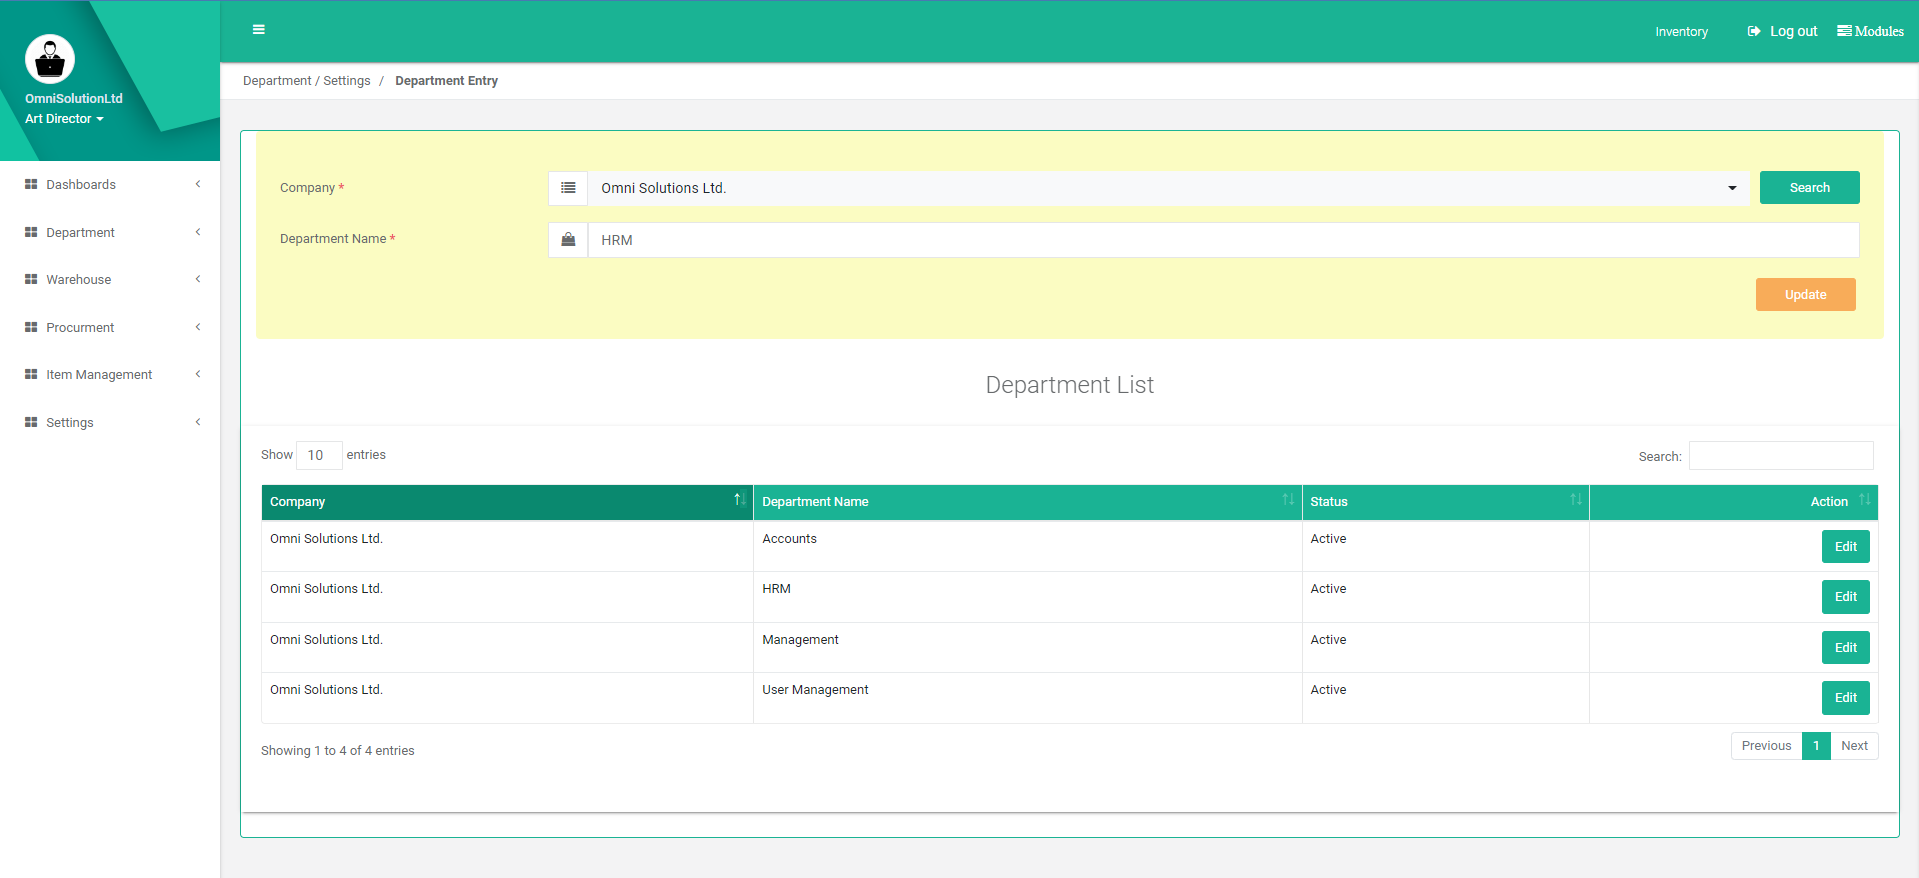 Inventory
Log out
Modules
OmniSolutionLtd
Art Director
Department / Settings / Department Entry
Dashboards
Department
Warehouse
Procurment
Item Management
Settings
Company *
Omni Solutions Ltd.
Search
Department Name *
HRM
Update
Department List
Show 10 entries
Search:
Company Department Name Status Action
Omni Solutions Ltd. Accounts Active Edit
Omni Solutions Ltd. HRM Active Edit
Omni Solutions Ltd. Management Active Edit
Omni Solutions Ltd. User Management Active Edit
Showing 1 to 4 of 4 entries
Previous 1 Next